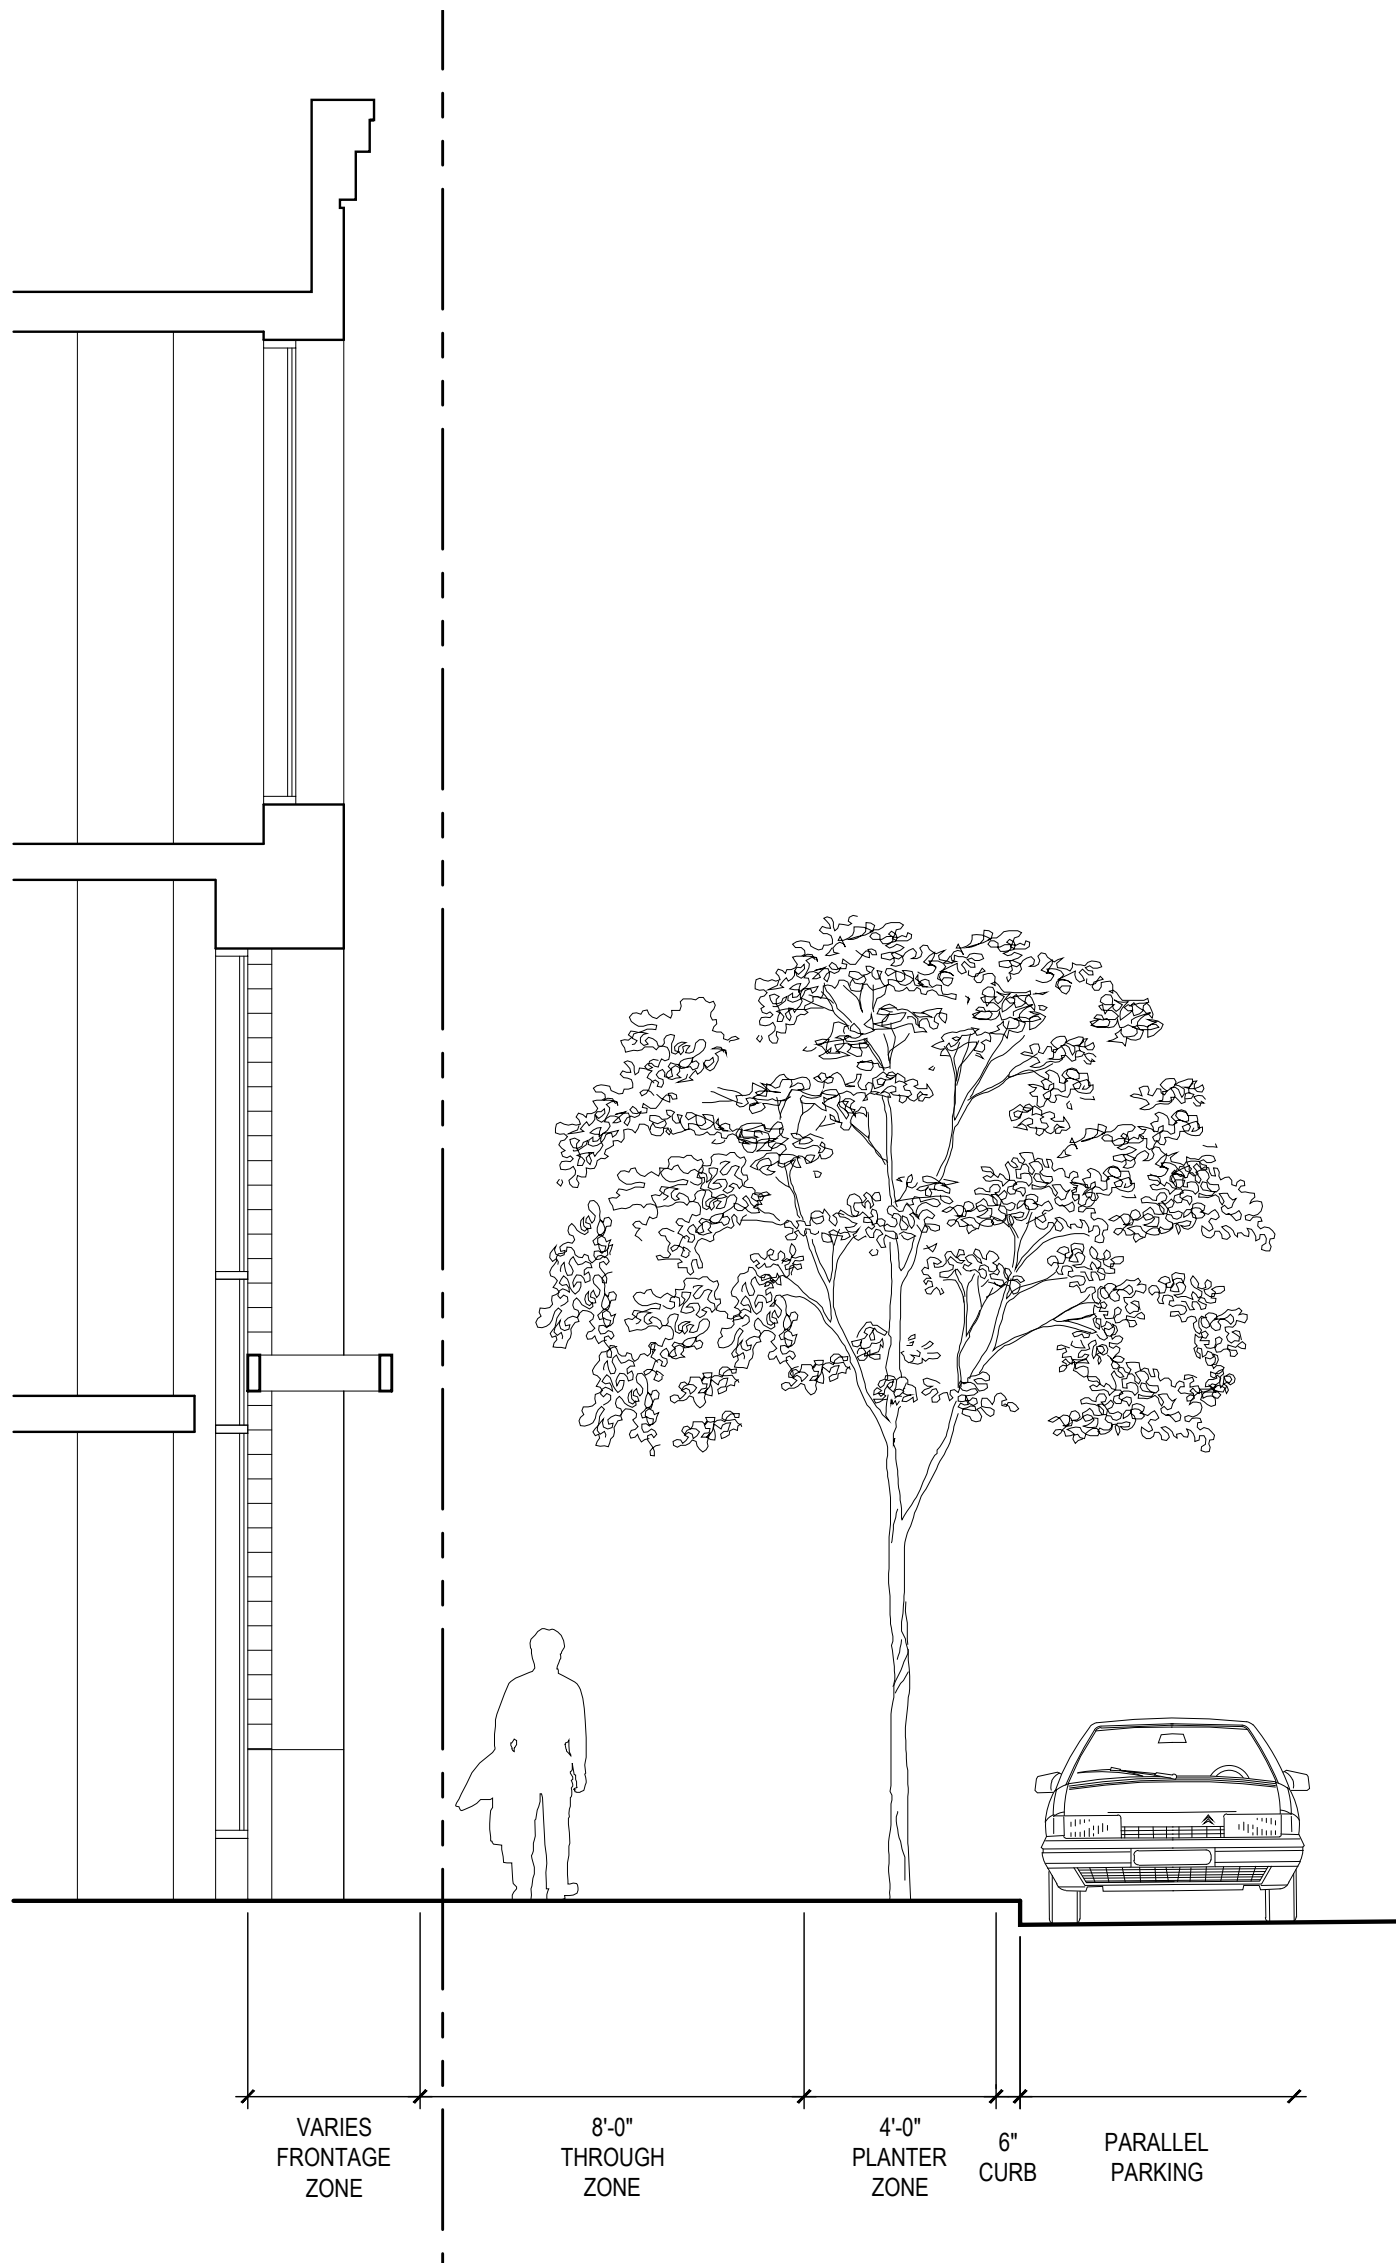 VARIES
FRONTAGE
ZONE
8'-0"
THROUGH
ZONE
4'-0"
PLANTER
ZONE
6"
CURB
PARALLEL
PARKING